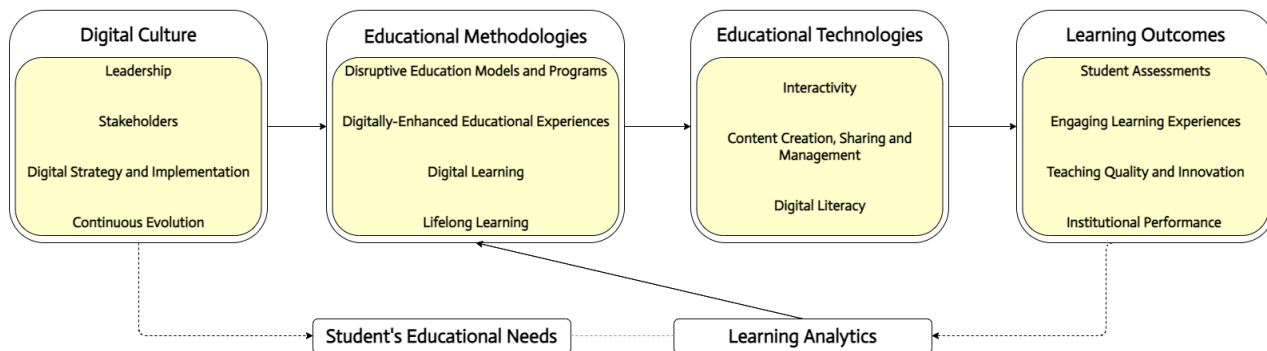 Digital Culture
Leadership
Stakeholders
Digital Strategy and Implementation
Continuous Evolution
Educational Methodologies
Disruptive Education Models and Programs
Digitally-Enhanced Educational Experiences
Digital Learning
Lifelong Learning
Educational Technologies
Interactivity
Content Creation, Sharing and
Management
Digital Literacy
Learning Outcomes
Student Assessments
Engaging Learning Experiences
Teaching Quality and Innovation
Institutional Performance
Student's Educational Needs
Learning Analytics